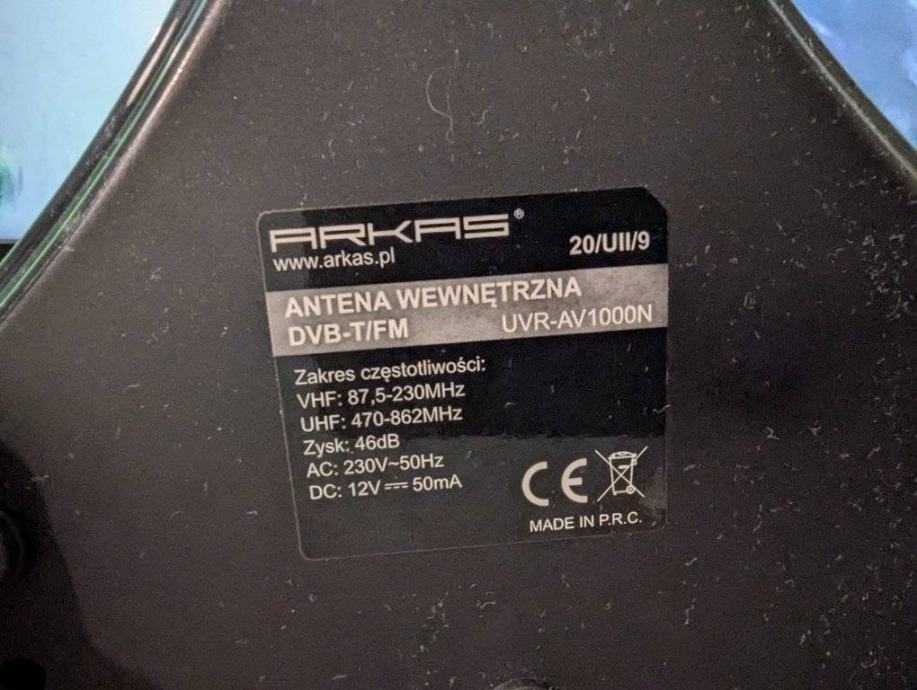 ARKAS®
www.arkas.pl
20/UII/9
ANTENA WEWNĘTRZNA
DVB-T/FM UVR-AV1000N
Zakres częstotliwości:
VHF: 87,5-230MHz
UHF: 470-862MHz
Zysk: 46dB
AC: 230V~50Hz
DC: 12V⎓50mA
CE
MADE IN P.R.C.